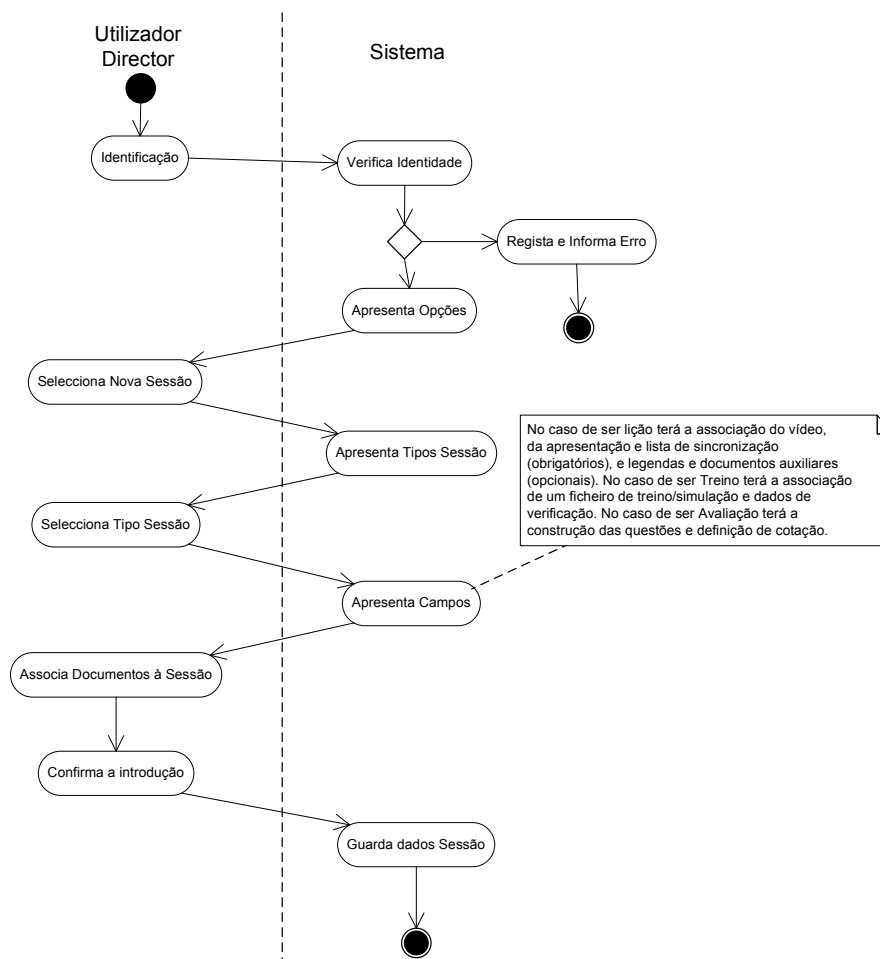 Utilizador
Director
Sistema
Identificação
Verifica Identidade
Regista e Informa Erro
Apresenta Opções
Selecciona Nova Sessão
Apresenta Tipos Sessão
No caso de ser lição terá a associação do vídeo,
da apresentação e lista de sincronização
(obrigatórios), e legendas e documentos auxiliares
(opcionais). No caso de ser Treino terá a associação
de um ficheiro de treino/simulação e dados de
verificação. No caso de ser Avaliação terá a
construção das questões e definição de cotação.
Selecciona Tipo Sessão
Apresenta Campos
Associa Documentos à Sessão
Confirma a introdução
Guarda dados Sessão